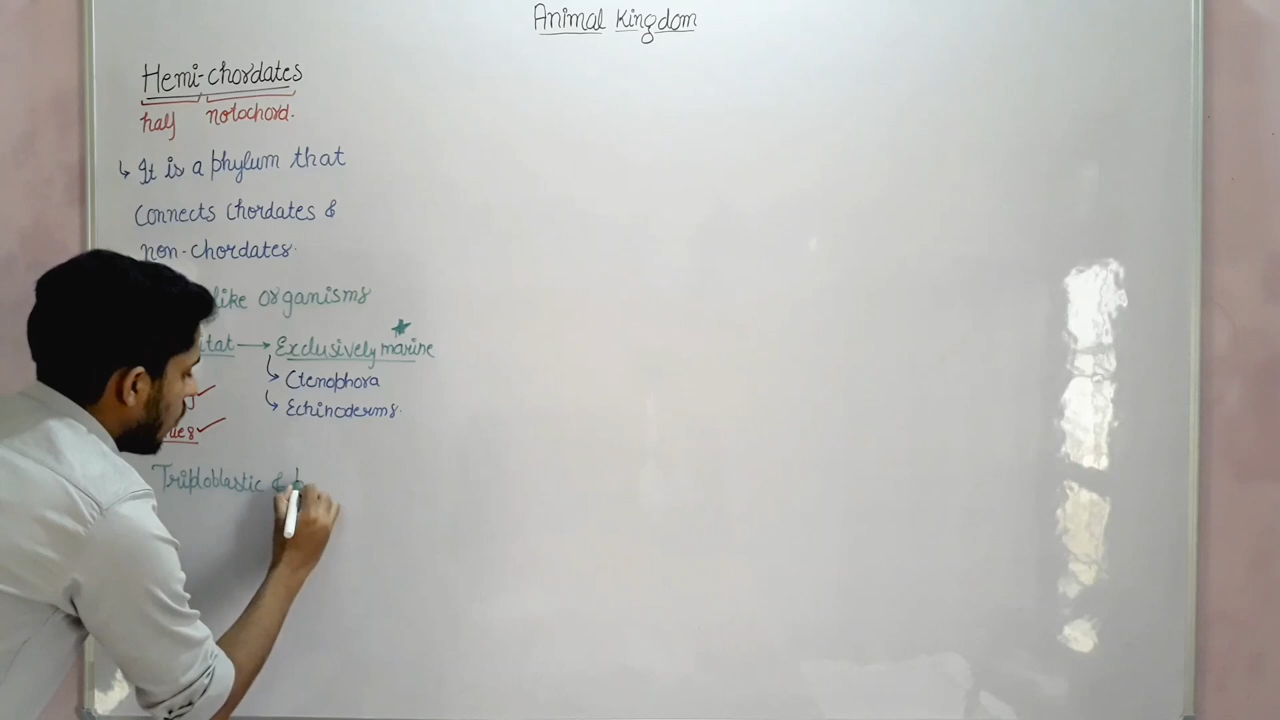 Animal Kingdom
Hemi-chordates
half notochord.
↳ It is a phylum that
Connects Chordates &
non-chordates.
like organisms
→ Exclusively marine
↳ Ctenophora
↳ Echinoderms.
Triploblastic & b